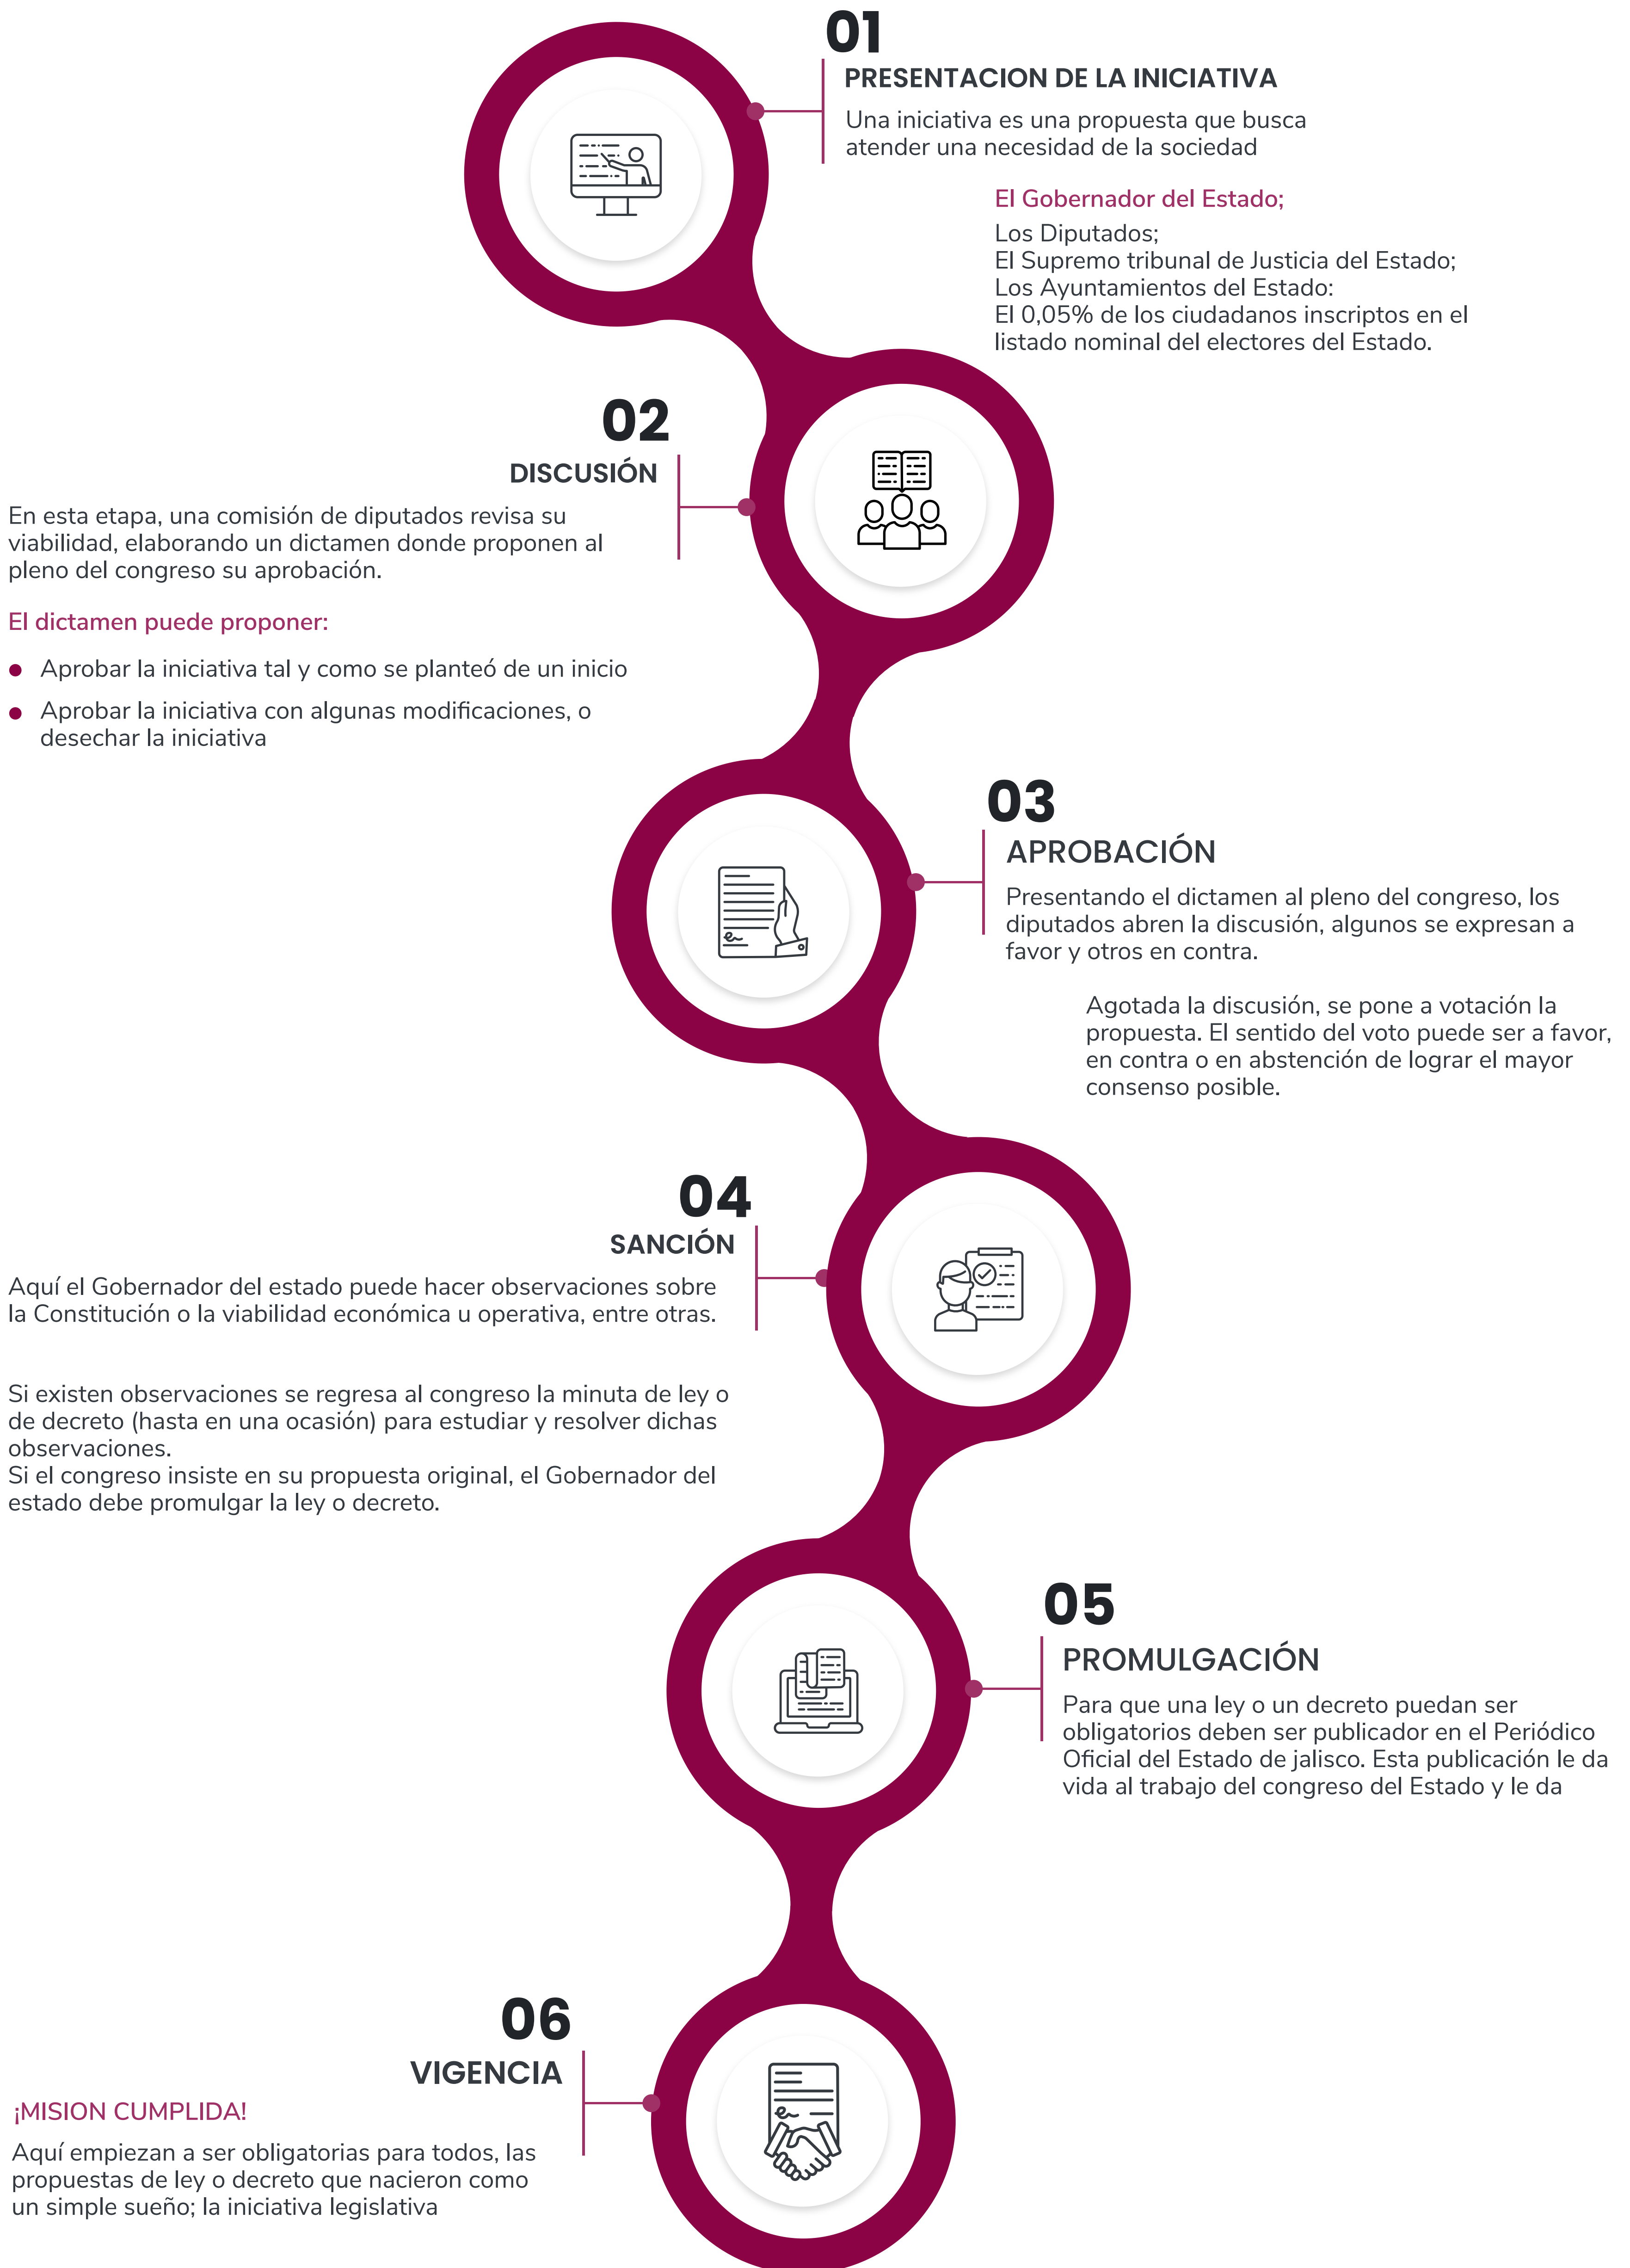 01
PRESENTACION DE LA INICIATIVA
Una iniciativa es una propuesta que busca
atender una necesidad de la sociedad
El Gobernador del Estado;
Los Diputados;
El Supremo tribunal de Justicia del Estado;
Los Ayuntamientos del Estado:
El 0,05% de los ciudadanos inscriptos en el
listado nominal del electores del Estado.
02
DISCUSIÓN
En esta etapa, una comisión de diputados revisa su
viabilidad, elaborando un dictamen donde proponen al
pleno del congreso su aprobación.
El dictamen puede proponer:
Aprobar la iniciativa tal y como se planteó de un inicio
Aprobar la iniciativa con algunas modificaciones, o
desechar la iniciativa
03
APROBACIÓN
Presentando el dictamen al pleno del congreso, los
diputados abren la discusión, algunos se expresan a
favor y otros en contra.
Agotada la discusión, se pone a votación la
propuesta. El sentido del voto puede ser a favor,
en contra o en abstención de lograr el mayor
consenso posible.
04
SANCIÓN
Aquí el Gobernador del estado puede hacer observaciones sobre
la Constitución o la viabilidad económica u operativa, entre otras.
Si existen observaciones se regresa al congreso la minuta de ley o
de decreto (hasta en una ocasión) para estudiar y resolver dichas
observaciones.
Si el congreso insiste en su propuesta original, el Gobernador del
estado debe promulgar la ley o decreto.
05
PROMULGACIÓN
Para que una ley o un decreto puedan ser
obligatorios deben ser publicador en el Periódico
Oficial del Estado de jalisco. Esta publicación le da
vida al trabajo del congreso del Estado y le da
06
VIGENCIA
¡MISION CUMPLIDA!
Aquí empiezan a ser obligatorias para todos, las
propuestas de ley o decreto que nacieron como
un simple sueño; la iniciativa legislativa